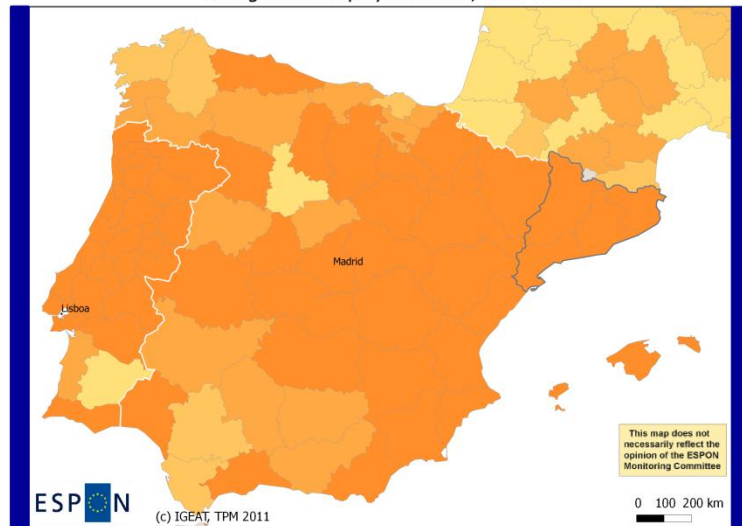 Madrid
Lisboa
This map does not
necessarily reflect the
opinion of the ESPON
Monitoring Committee
ESPON
(c) IGEAT, TPM 2011
0 100 200 km